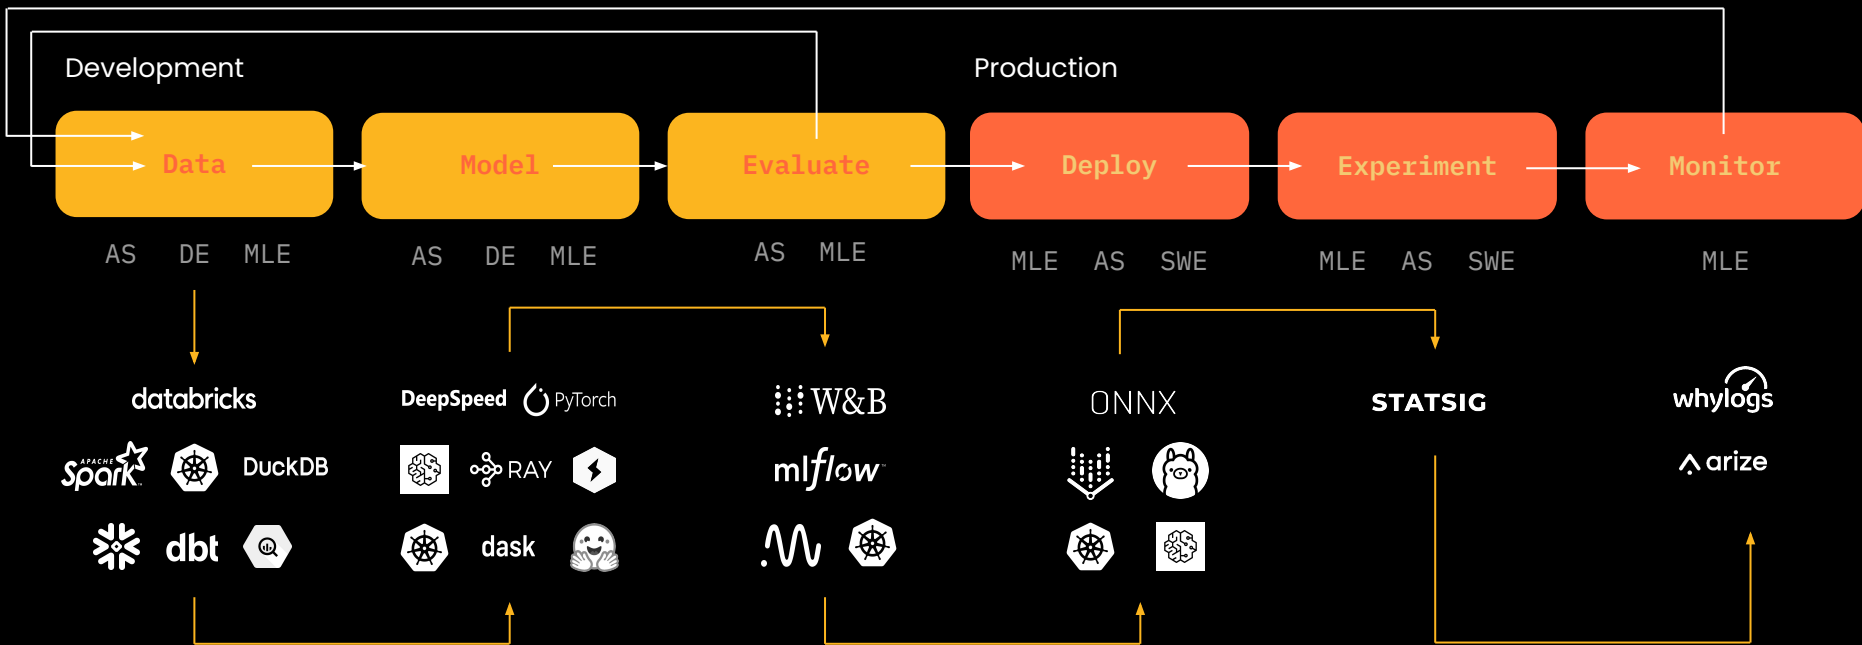 Development
Production
Data
Model
Evaluate
Deploy
Experiment
Monitor
AS DE MLE
AS DE MLE
AS MLE
MLE AS SWE
MLE AS SWE
MLE
databricks
APACHE
Spark
DuckDB
dbt
DeepSpeed
PyTorch
RAY
dask
W&B
mlflow
ONNX
STATSIG
whylogs
arize